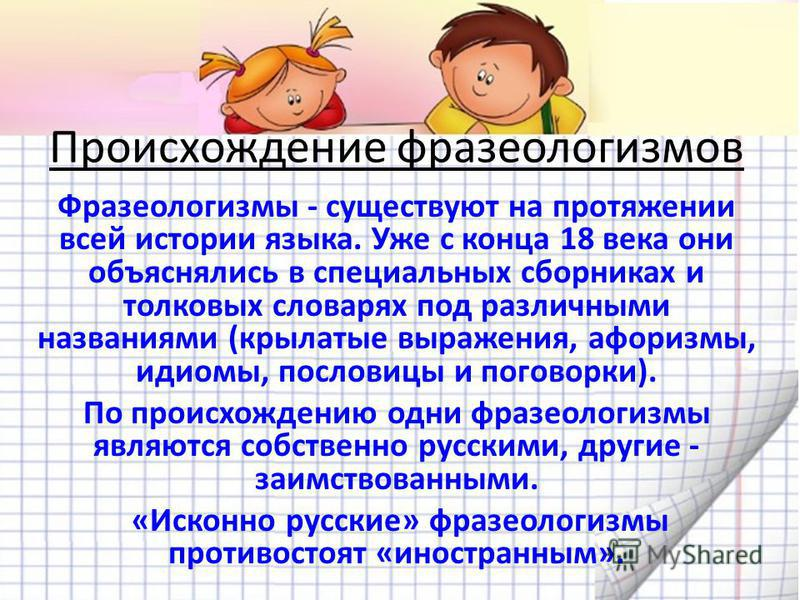 Происхождение фразеологизмов
Фразеологизмы - существуют на протяжении
всей истории языка. Уже с конца 18 века они
объяснялись в специальных сборниках и
толковых словарях под различными
названиями (крылатые выражения, афоризмы,
идиомы, пословицы и поговорки).
По происхождению одни фразеологизмы
являются собственно русскими, другие -
заимствованными.
«Исконно русские» фразеологизмы
противостоят «иностранным».
MyShared